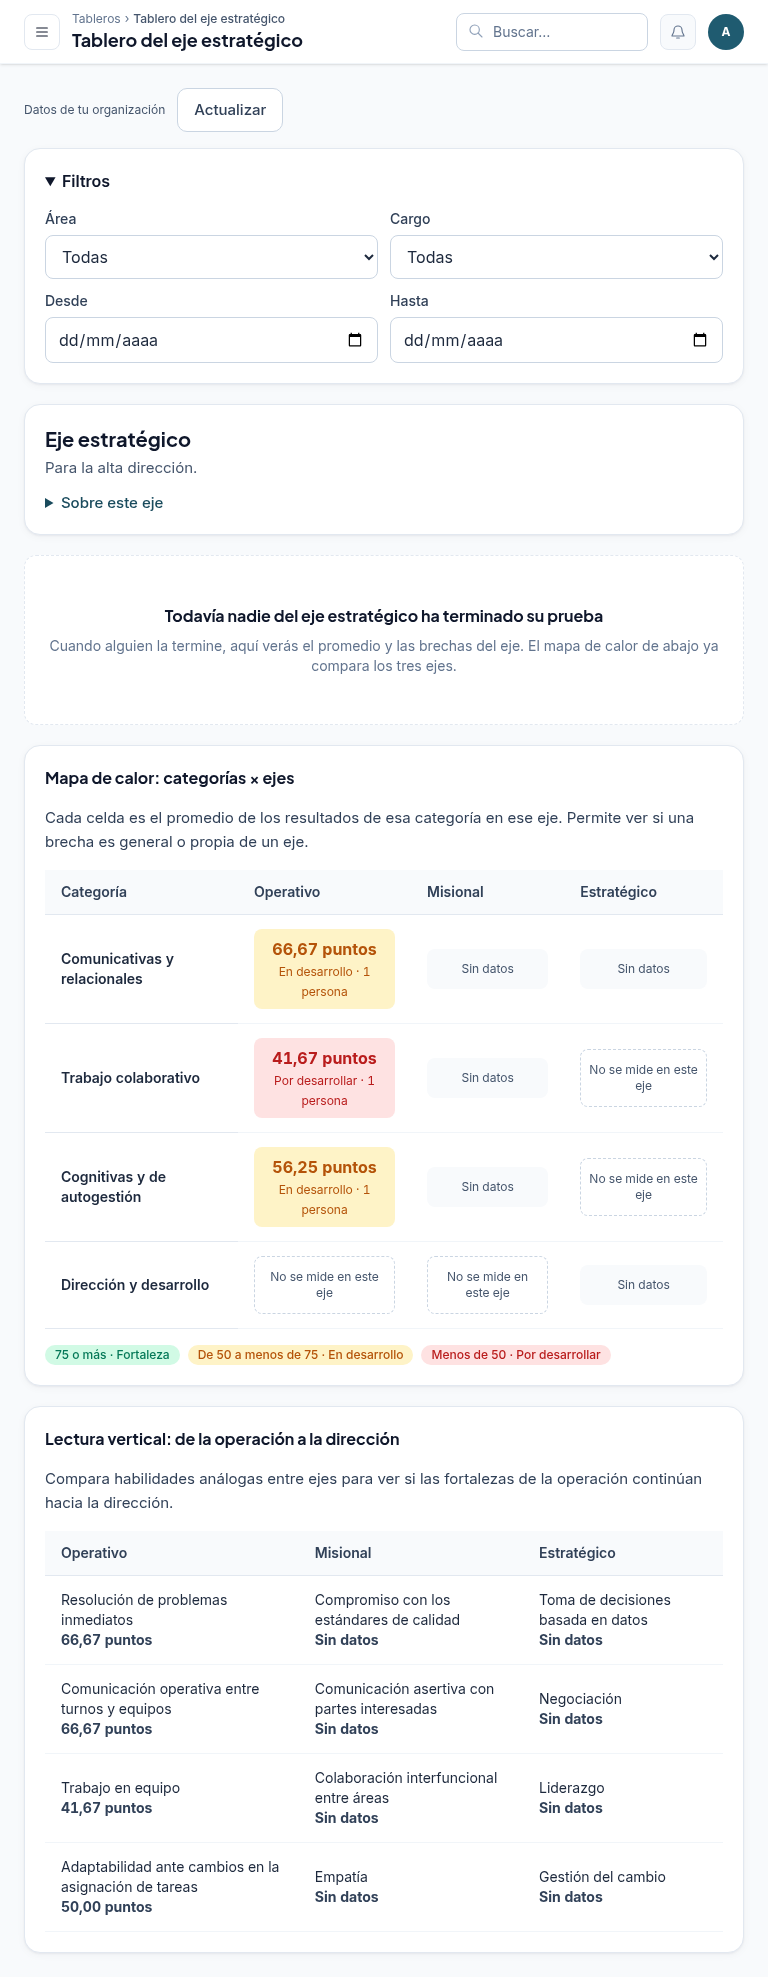 Tableros › Tablero del eje estratégico
Tablero del eje estratégico
Buscar...
A
Datos de tu organización
Actualizar
▼ Filtros
Área
Cargo
Todas
Todas
Desde
Hasta
dd/mm/aaaa
dd/mm/aaaa
Eje estratégico
Para la alta dirección.
▶ Sobre este eje
Todavía nadie del eje estratégico ha terminado su prueba
Cuando alguien la termine, aquí verás el promedio y las brechas del eje. El mapa de calor de abajo ya
compara los tres ejes.
Mapa de calor: categorías × ejes
Cada celda es el promedio de los resultados de esa categoría en ese eje. Permite ver si una
brecha es general o propia de un eje.
Categoría
Operativo
Misional
Estratégico
Comunicativas y
relacionales
66,67 puntos
En desarrollo · 1
persona
Sin datos
Sin datos
Trabajo colaborativo
41,67 puntos
Por desarrollar · 1
persona
Sin datos
No se mide en este
eje
Cognitivas y de
autogestión
56,25 puntos
En desarrollo · 1
persona
Sin datos
No se mide en este
eje
Dirección y desarrollo
No se mide en este
eje
No se mide en
este eje
Sin datos
75 o más · Fortaleza
De 50 a menos de 75 · En desarrollo
Menos de 50 · Por desarrollar
Lectura vertical: de la operación a la dirección
Compara habilidades análogas entre ejes para ver si las fortalezas de la operación continúan
hacia la dirección.
Operativo
Misional
Estratégico
Resolución de problemas
inmediatos
66,67 puntos
Compromiso con los
estándares de calidad
Sin datos
Toma de decisiones
basada en datos
Sin datos
Comunicación operativa entre
turnos y equipos
66,67 puntos
Comunicación asertiva con
partes interesadas
Sin datos
Negociación
Sin datos
Trabajo en equipo
41,67 puntos
Colaboración interfuncional
entre áreas
Sin datos
Liderazgo
Sin datos
Adaptabilidad ante cambios en la
asignación de tareas
50,00 puntos
Empatía
Sin datos
Gestión del cambio
Sin datos